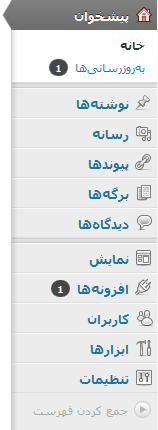 پیشخوان
خانه
به‌روزرسانی‌ها 1
نوشته‌ها
رسانه
پیوندها
برگه‌ها
دیدگاه‌ها
نمایش
افزونه‌ها 1
کاربران
ابزارها
تنظیمات
جمع کردن فهرست